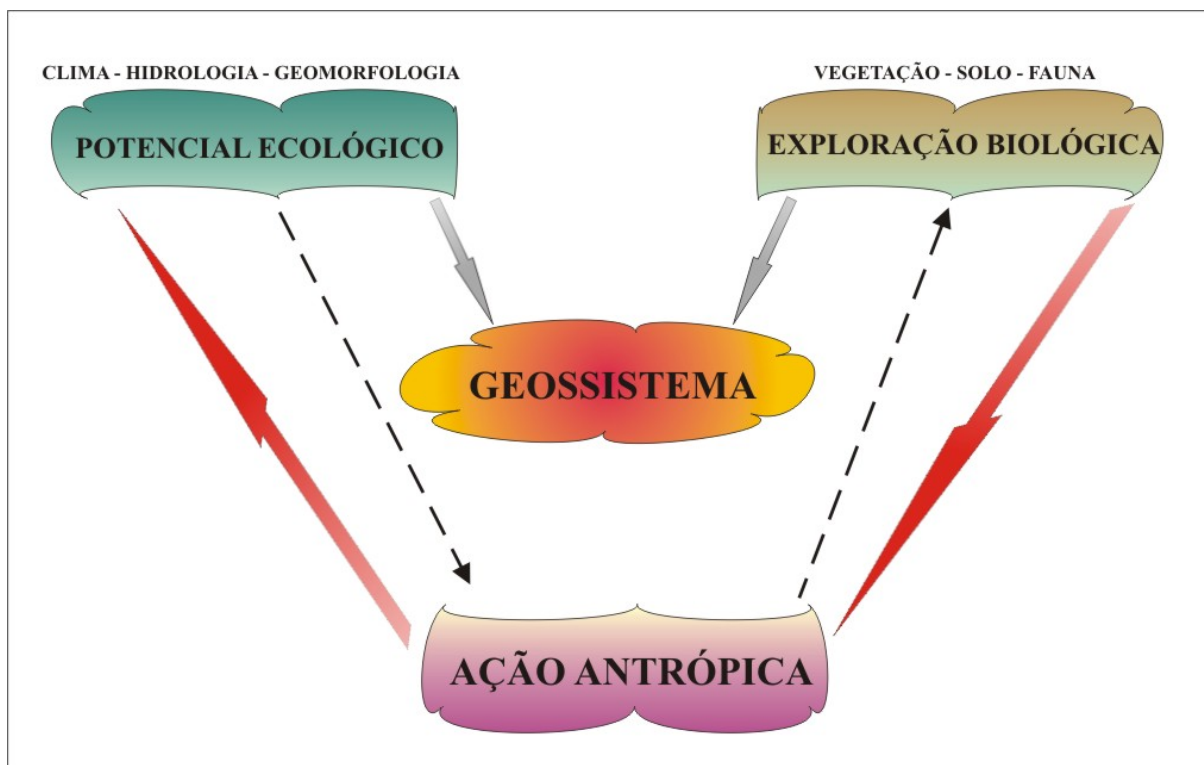 CLIMA - HIDROLOGIA - GEOMORFOLOGIA
POTENCIAL ECOLÓGICO
VEGETAÇÃO - SOLO - FAUNA
EXPLORAÇÃO BIOLÓGICA
GEOSSISTEMA
AÇÃO ANTRÓPICA